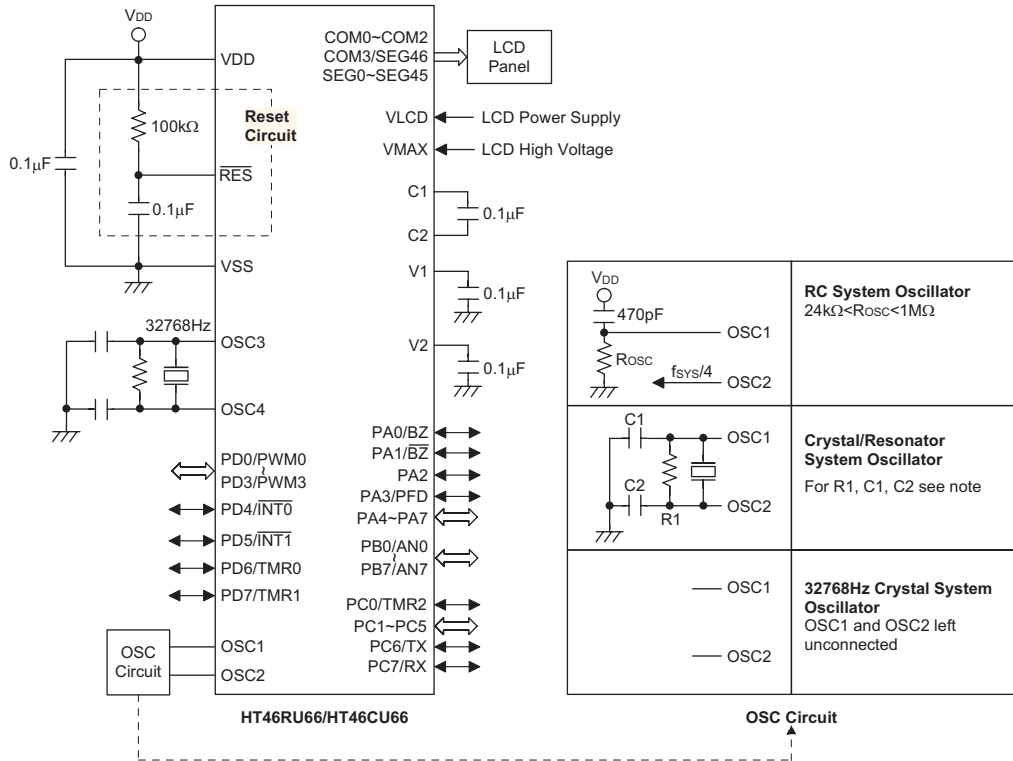 VDD
VDD
Reset
Circuit
100kΩ
0.1μF
RES
0.1μF
VSS
32768Hz
OSC3
OSC4
PD0/PWM0
~
PD3/PWM3
PD4/INT0
PD5/INT1
PD6/TMR0
PD7/TMR1
OSC
Circuit
OSC1
OSC2
COM0~COM2
COM3/SEG46
SEG0~SEG45
LCD
Panel
VLCD
LCD Power Supply
VMAX
LCD High Voltage
C1
0.1μF
C2
V1
0.1μF
V2
0.1μF
PA0/BZ
PA1/BZ
PA2
PA3/PFD
PA4~PA7
PB0/AN0
~
PB7/AN7
PC0/TMR2
PC1~PC5
PC6/TX
PC7/RX
HT46RU66/HT46CU66
VDD
470pF
OSC1
ROSC
fSYS/4
OSC2
RC System Oscillator
24kΩ<ROSC<1MΩ
C1
OSC1
C2
R1
OSC2
Crystal/Resonator
System Oscillator
For R1, C1, C2 see note
OSC1
OSC2
32768Hz Crystal System
Oscillator
OSC1 and OSC2 left
unconnected
OSC Circuit